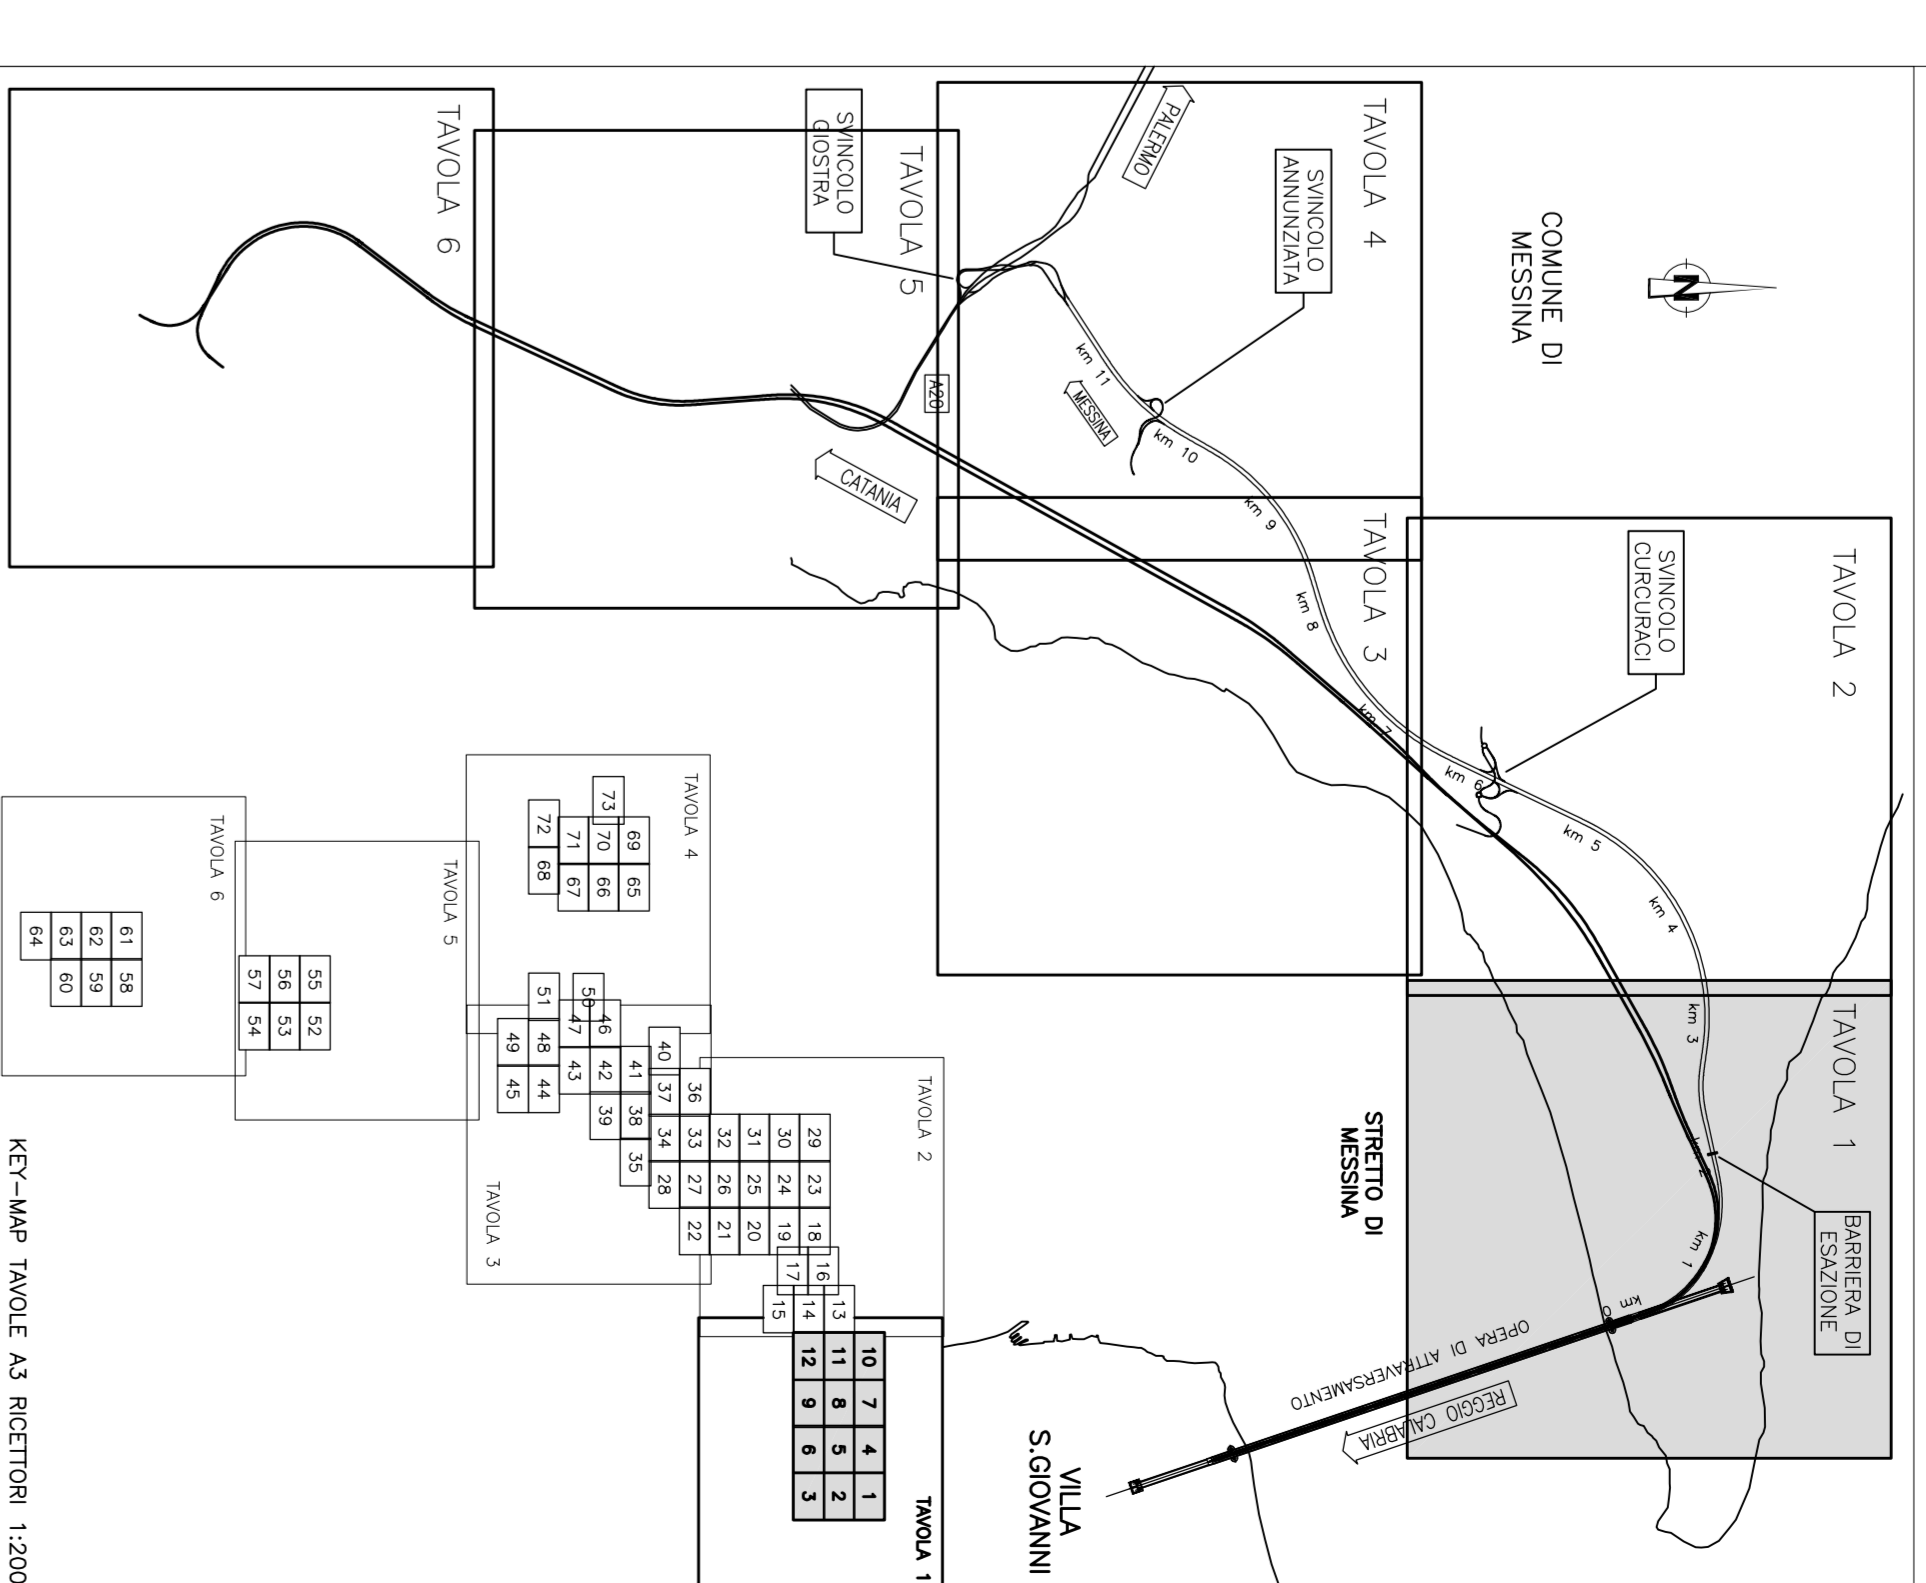 COMUNE DI
MESSINA
N
TAVOLA 4
SVINCOLO
ANNUNZIATA
PALERMO
SVINCOLO
GIOSTRA
TAVOLA 5
TAVOLA 6
TAVOLA 2
SVINCOLO
CURCURACI
TAVOLA 3
A20
km 11
MESSINA
km 10
km 9
km 8
km 7
km 6
km 5
km 4
km 3
km 2
km 1
km 0
CATANIA
TAVOLA 1
BARRIERA DI
ESAZIONE
STRETTO DI
MESSINA
OPERA DI ATTRAVERSAMENTO
REGGIO CALABRIA
VILLA
S.GIOVANNI
TAVOLA 4
73
72 71 70 69
68 67 66 65
TAVOLA 6
64 63 62 61
60 59 58
TAVOLA 5
57 56 55
54 53 52
TAVOLA 2
51 50
49 48 47 46
45 44 43 42 41 40
39 38 37 36
35 34 33 32 31 30 29
28 27 26 25 24 23
22 21 20 19 18
17 16
15 14 13
TAVOLA 3
12 11 10
9 8 7
6 5 4
3 2 1
TAVOLA 1
KEY-MAP TAVOLE A3 RICETTORI 1:200